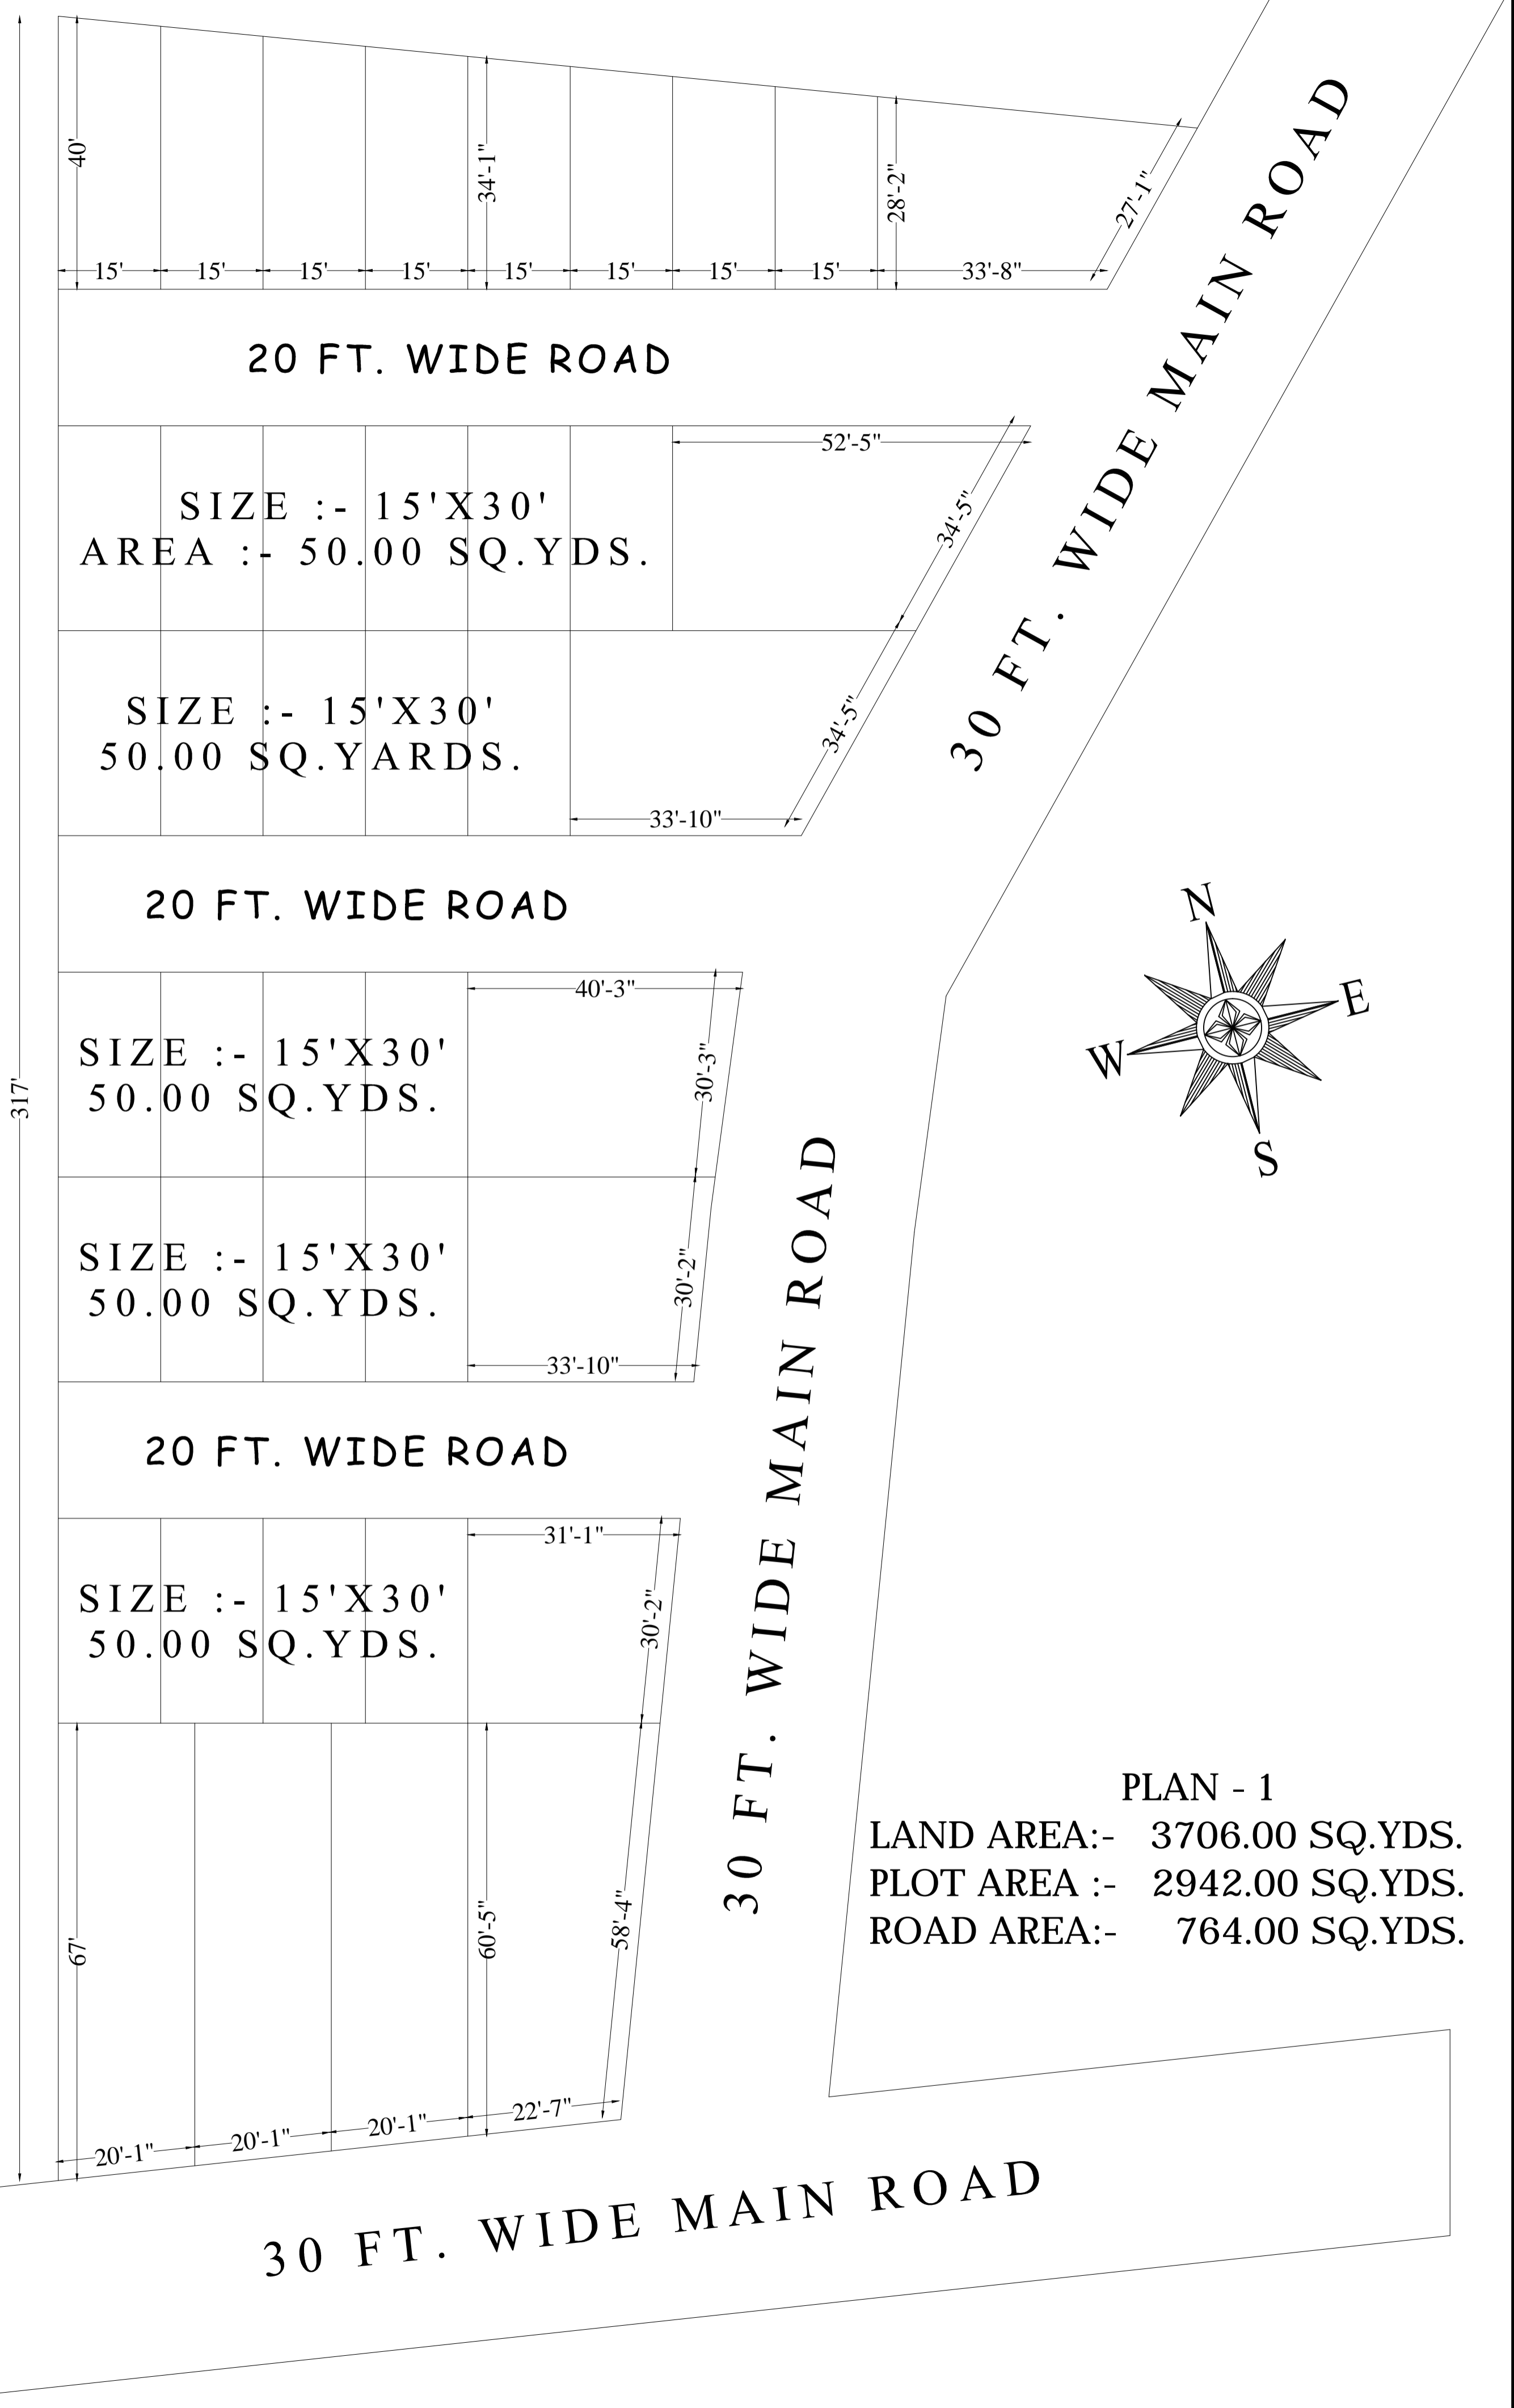 317'
40'
34'-1"
28'-2"
27'-1"
15'
15'
15'
15'
15'
15'
15'
15'
33'-8"
20 FT. WIDE ROAD
52'-5"
SIZE :- 15'X30'
AREA :- 50.00 SQ.YDS.
34'-5"
SIZE :- 15'X30'
50.00 SQ.YARDS.
34'-5"
33'-10"
30 FT. WIDE MAIN ROAD
20 FT. WIDE ROAD
N
E
W
S
40'-3"
SIZE :- 15'X30'
50.00 SQ.YDS.
30'-3"
SIZE :- 15'X30'
50.00 SQ.YDS.
30'-2"
33'-10"
30 FT. WIDE MAIN ROAD
20 FT. WIDE ROAD
31'-1"
SIZE :- 15'X30'
50.00 SQ.YDS.
30'-2"
67'
60'-5"
58'-4"
20'-1"
20'-1"
20'-1"
22'-7"
PLAN - 1
LAND AREA:- 3706.00 SQ.YDS.
PLOT AREA :- 2942.00 SQ.YDS.
ROAD AREA:- 764.00 SQ.YDS.
30 FT. WIDE MAIN ROAD